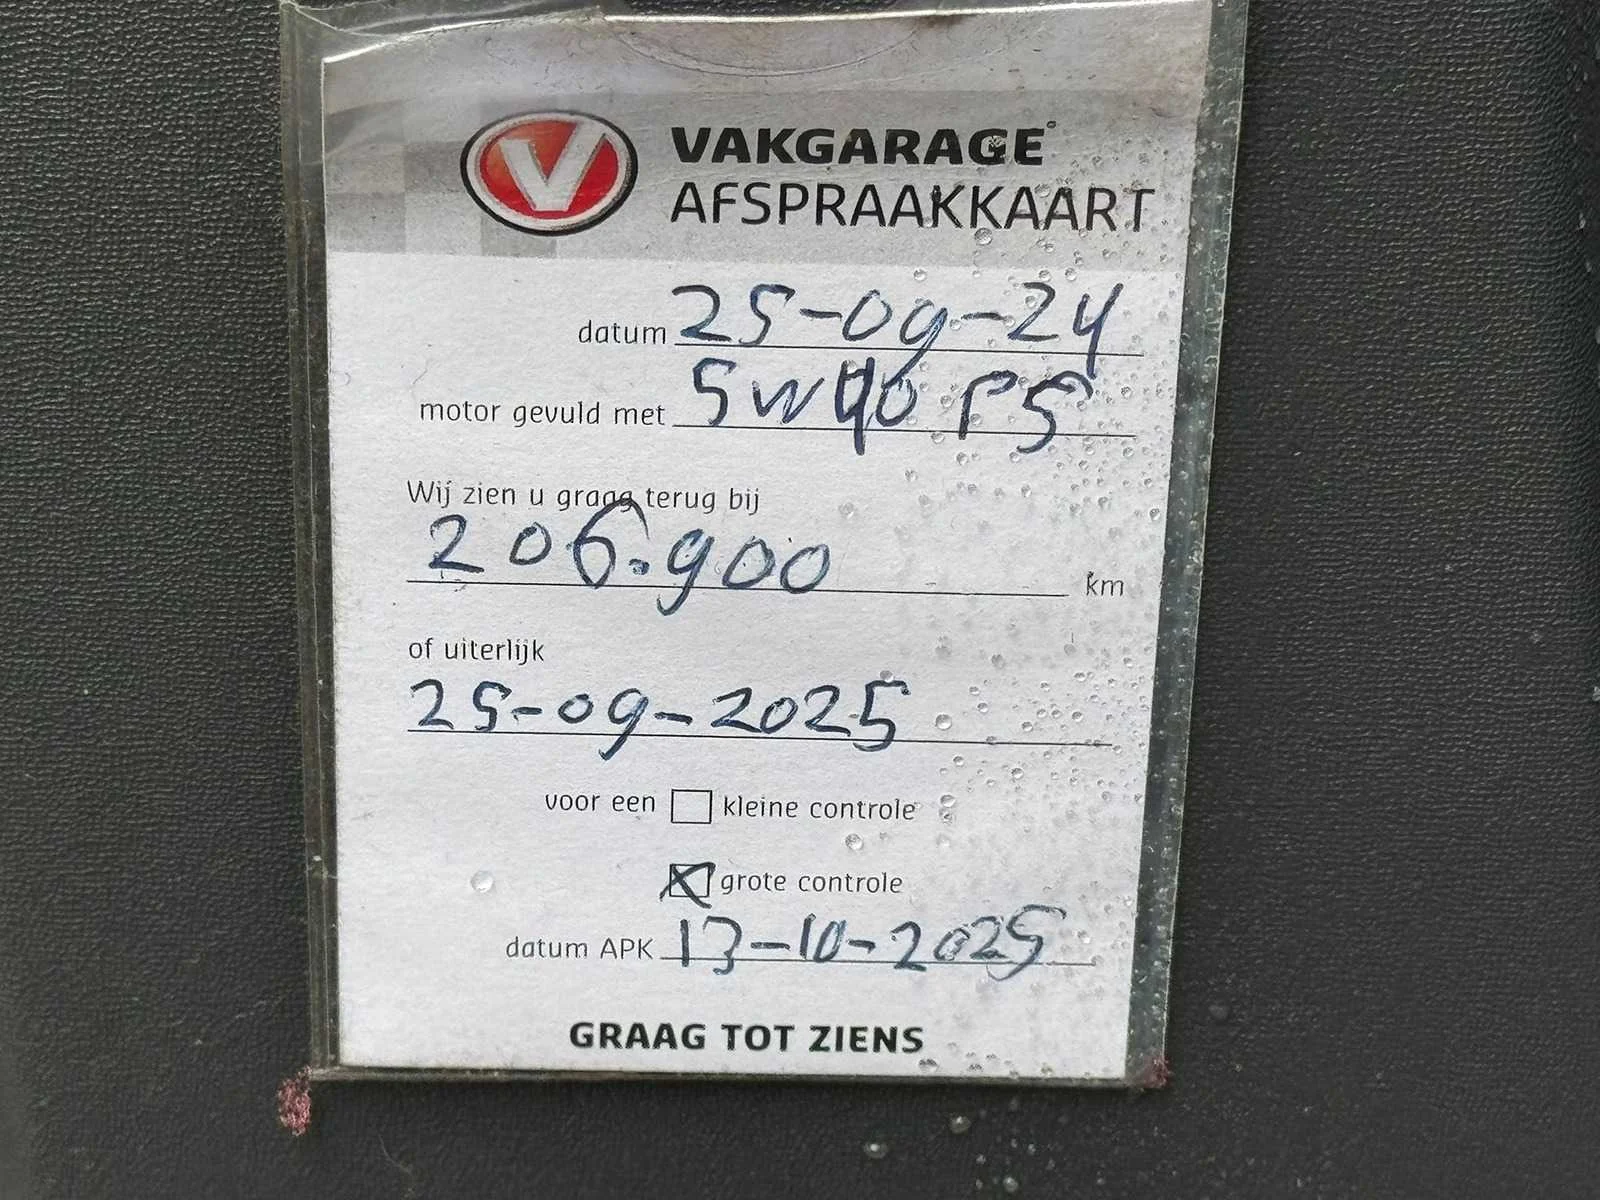 V VAKGARAGE®
AFSPRAAKKAART
datum 25-09-24
motor gevuld met 5W40 FS
Wij zien u graag terug bij
206.900 km
of uiterlijk
25-09-2025
voor een kleine controle
X grote controle
datum APK 13-10-2025
GRAAG TOT ZIENS